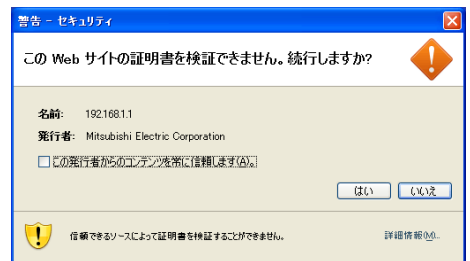 警告 - セキュリティ
この Web サイトの証明書を検証できません。続行しますか?
名前: 192.168.1.1
発行者: Mitsubishi Electric Corporation
この発行者からのコンテンツを常に信頼します(A)。
はい いいえ
信頼できるソースによって証明書を検証することができません。 詳細情報(M)...